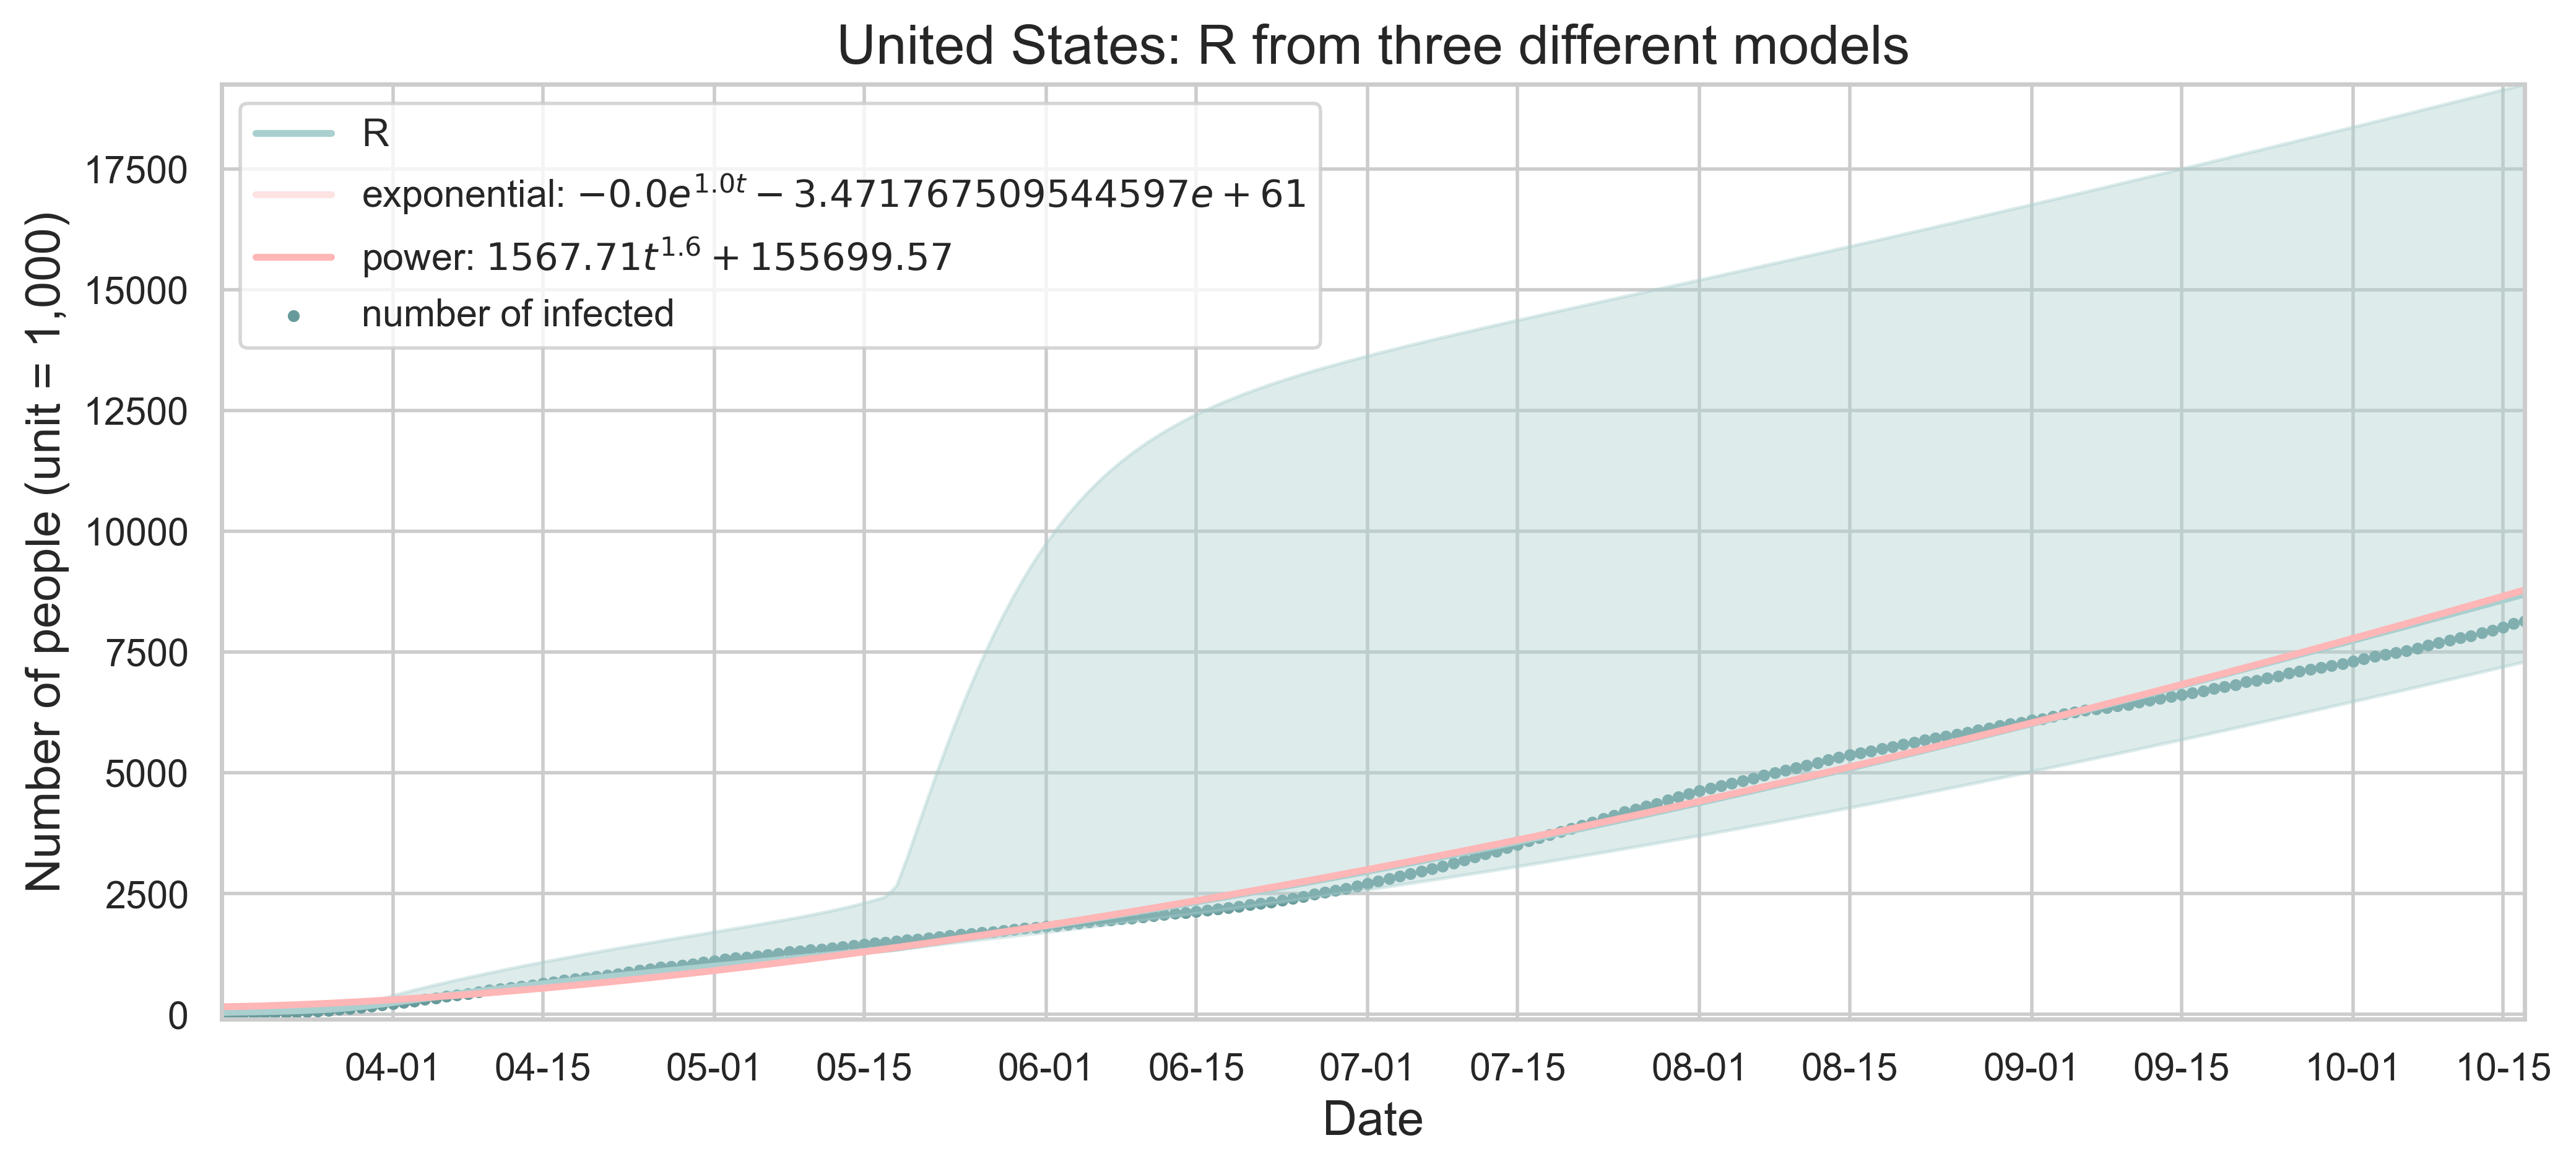 United States: R from three different models
R
exponential: −0.0e^{1.0t} − 3.471767509544597e + 61
power: 1567.71t^{1.6} + 155699.57
number of infected
Number of people (unit = 1,000)
17500
15000
12500
10000
7500
5000
2500
0
04-01 04-15 05-01 05-15 06-01 06-15 07-01 07-15 08-01 08-15 09-01 09-15 10-01 10-15
Date